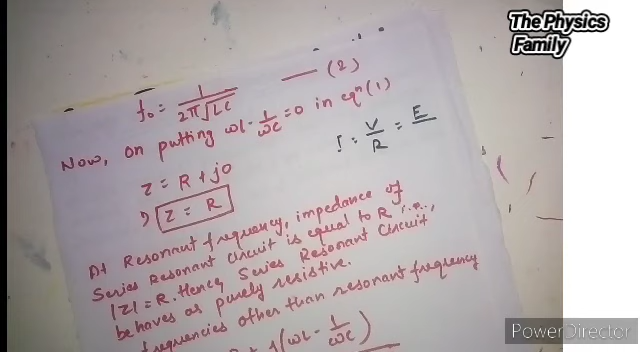 The Physics
Family
f₀ = 1/2π√LC —— (2)
Now, on putting ωL - 1/ωC = 0 in eqⁿ (1)
I = V/R = E
Z = R + j0
Z = R
At Resonant frequency, impedance of
Series Resonant Circuit is equal to R i.e.,
|Z| = R. Hence, Series Resonant Circuit
behaves as purely resistive.
frequencies other than resonant frequency
(ωL - 1/ωC)
PowerDirector